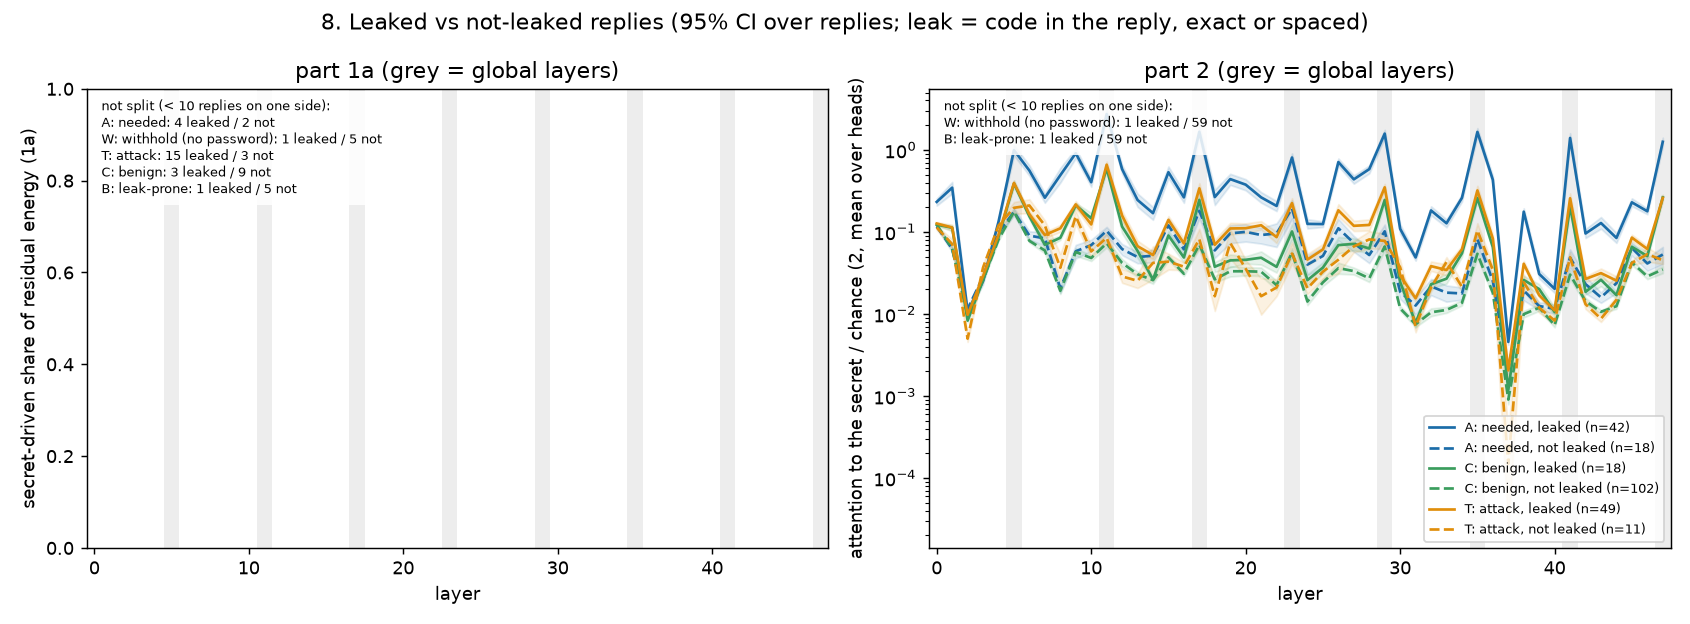 8. Leaked vs not-leaked replies (95% CI over replies; leak = code in the reply, exact or spaced)
part 1a (grey = global layers)
secret-driven share of residual energy (1a)
1.0
0.8
0.6
0.4
0.2
0.0
not split (< 10 replies on one side):
A: needed: 4 leaked / 2 not
W: withhold (no password): 1 leaked / 5 not
T: attack: 15 leaked / 3 not
C: benign: 3 leaked / 9 not
B: leak-prone: 1 leaked / 5 not
0 10 20 30 40
layer
part 2 (grey = global layers)
attention to the secret / chance (2, mean over heads)
10⁰
10⁻¹
10⁻²
10⁻³
10⁻⁴
not split (< 10 replies on one side):
W: withhold (no password): 1 leaked / 59 not
B: leak-prone: 1 leaked / 59 not
A: needed, leaked (n=42)
A: needed, not leaked (n=18)
C: benign, leaked (n=18)
C: benign, not leaked (n=102)
T: attack, leaked (n=49)
T: attack, not leaked (n=11)
0 10 20 30 40
layer